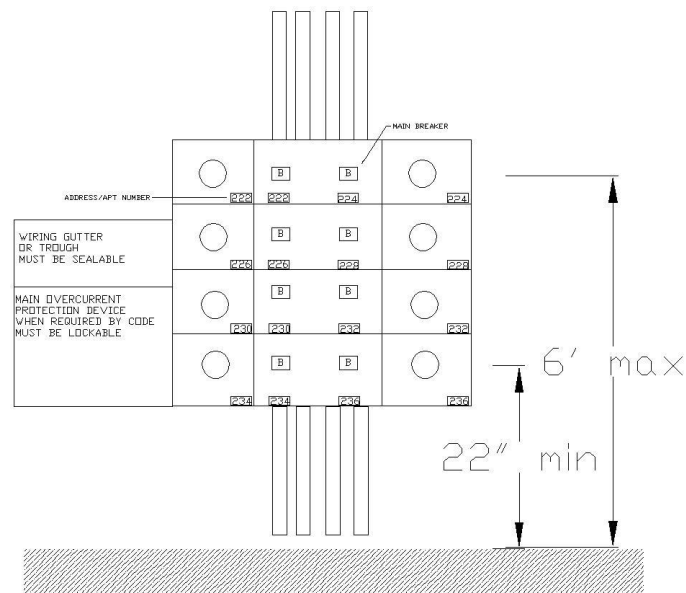 MAIN BREAKER
B B
ADDRESS/APT NUMBER
222 222 224 224
WIRING GUTTER
OR TROUGH
MUST BE SEALABLE
B B
226 226 228 228
MAIN OVERCURRENT
PROTECTION DEVICE
WHEN REQUIRED BY CODE
MUST BE LOCKABLE
B B
230 230 232 232
B B
234 234 236 236
6' max
22" min